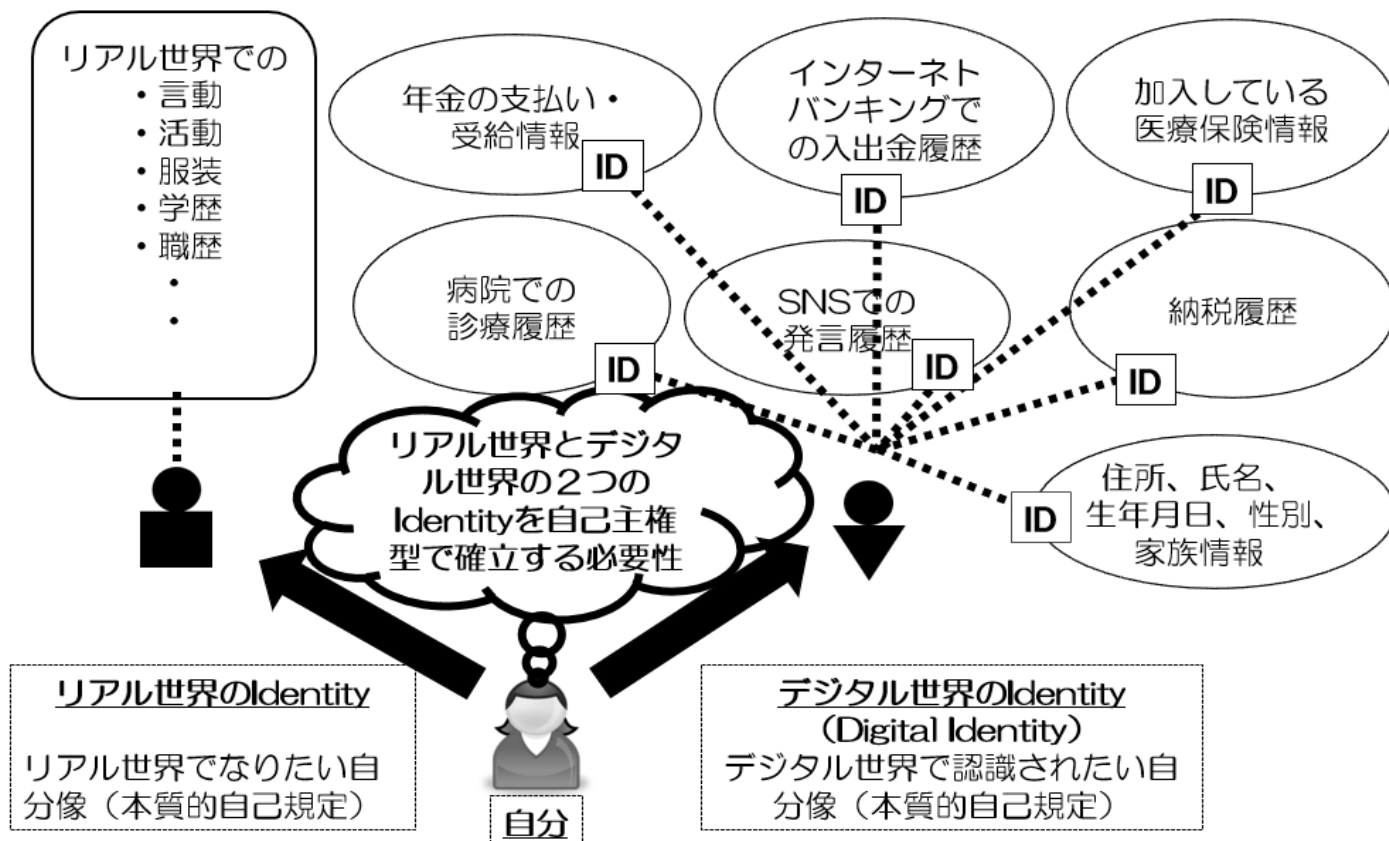 リアル世界での
・言動
・活動
・服装
・学歴
・職歴
・
・
年金の支払い・
受給情報
ID
インターネット
バンキングで
の入出金履歴
ID
加入している
医療保険情報
ID
病院での
診療履歴
ID
SNSでの
発言履歴
ID
納税履歴
ID
住所、氏名、
生年月日、性別、
家族情報
ID
リアル世界とデジタ
ル世界の２つの
Identityを自己主権
型で確立する必要性
リアル世界のIdentity
リアル世界でなりたい自
分像（本質的自己規定）
自分
デジタル世界のIdentity
（Digital Identity）
デジタル世界で認識されたい自
分像（本質的自己規定）